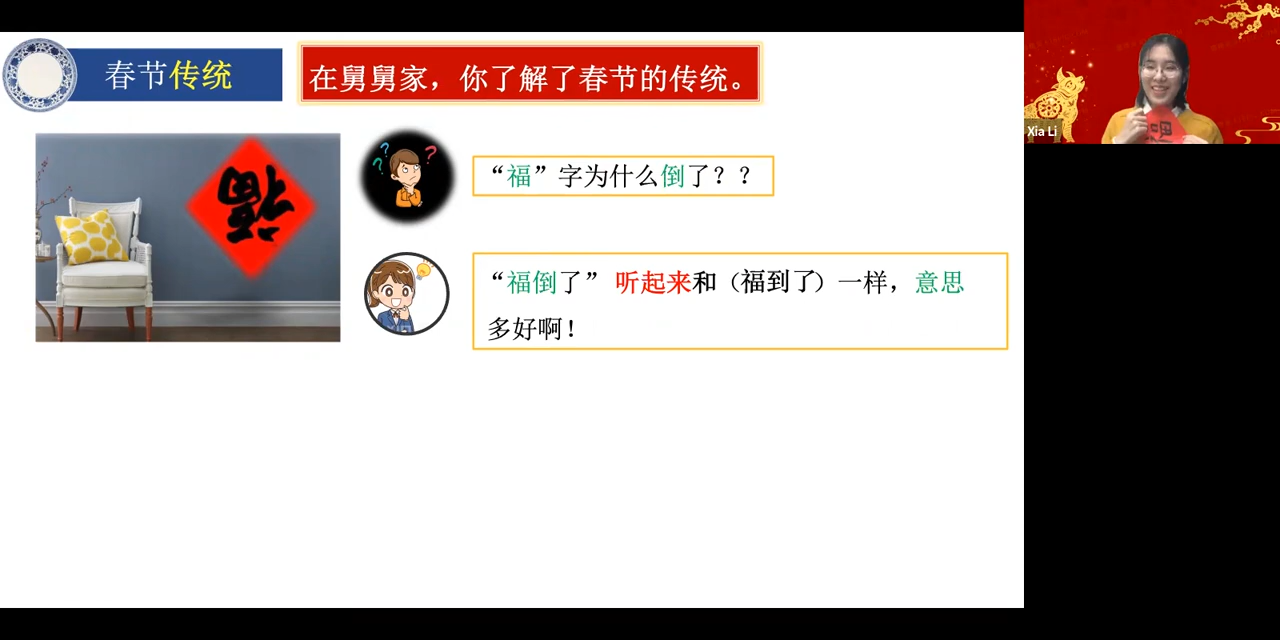 春节传统
在舅舅家，你了解了春节的传统。
福
“福”字为什么倒了？？
“福倒了”听起来和（福到了）一样，意思
多好啊！
福
Xia Li